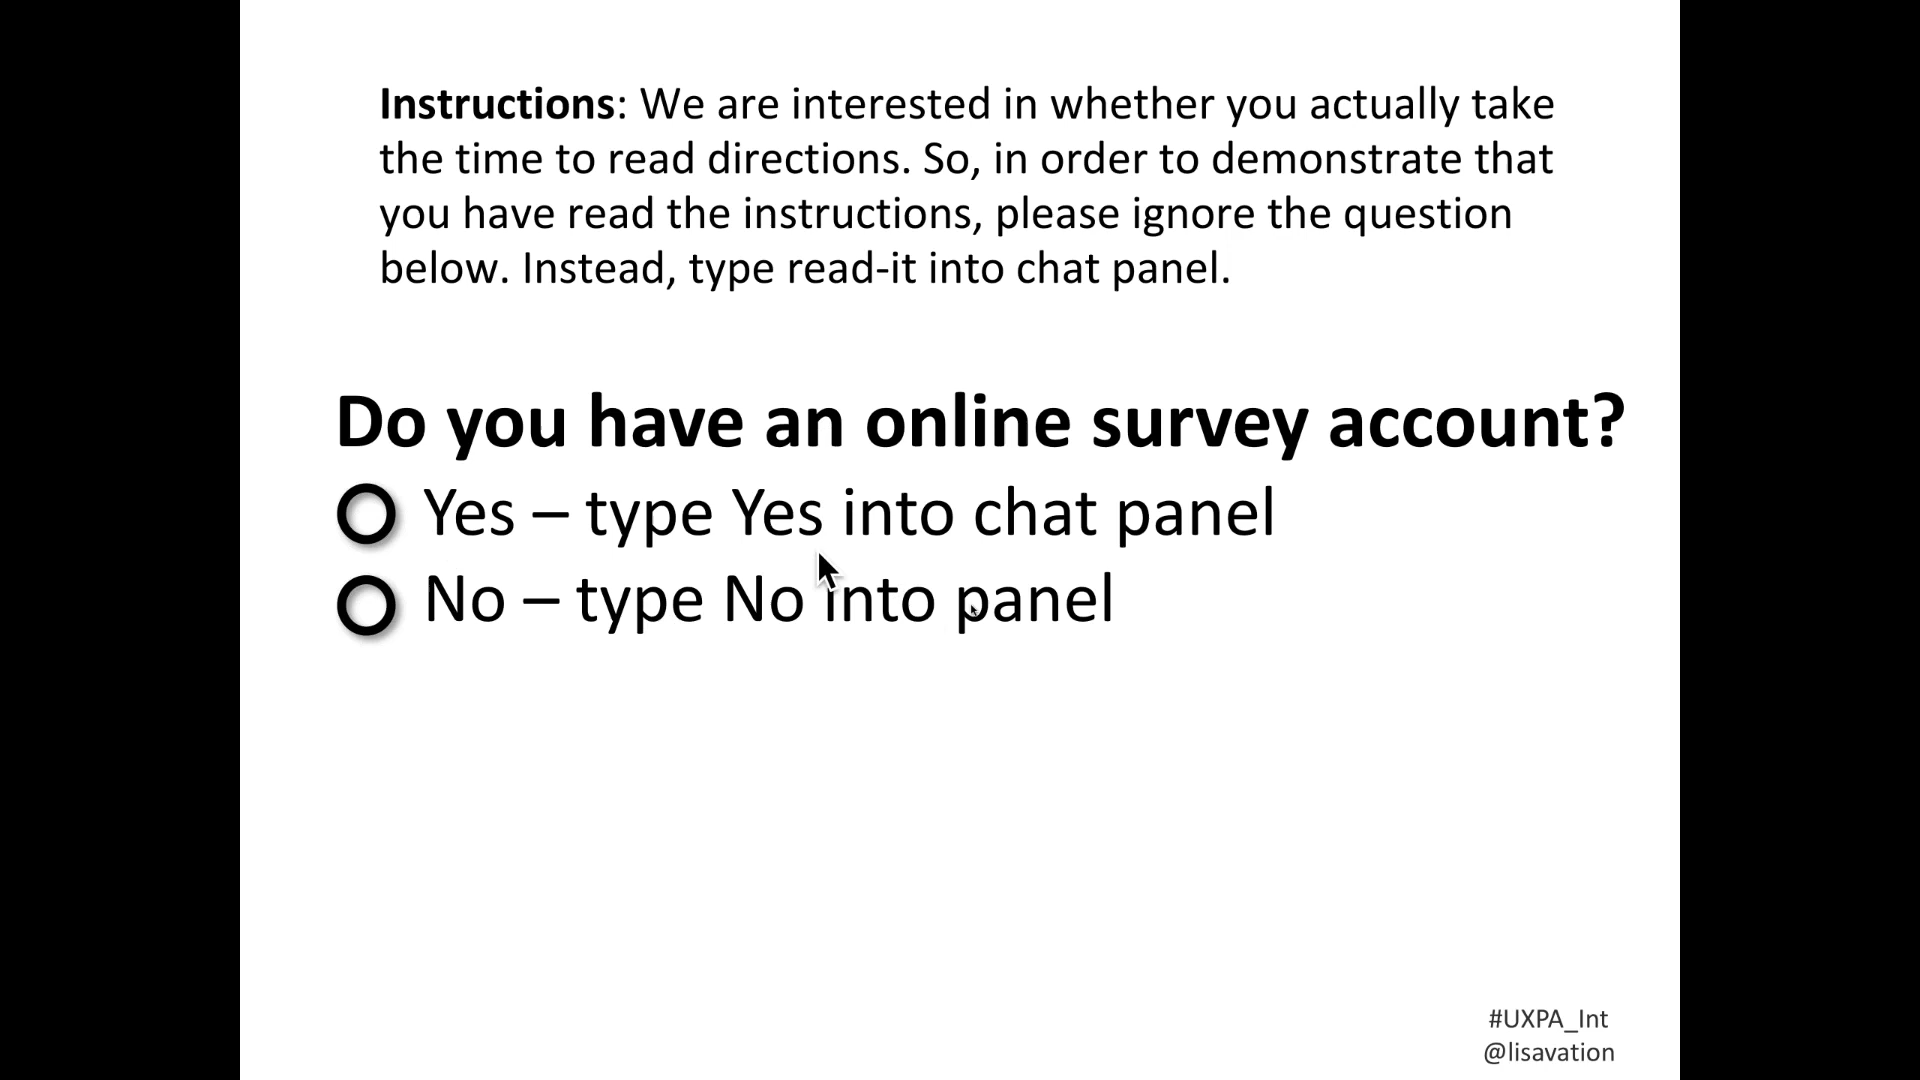 Instructions: We are interested in whether you actually take
the time to read directions. So, in order to demonstrate that
you have read the instructions, please ignore the question
below. Instead, type read-it into chat panel.
Do you have an online survey account?
Yes – type Yes into chat panel
No – type No into panel
#UXPA_Int
@lisavation